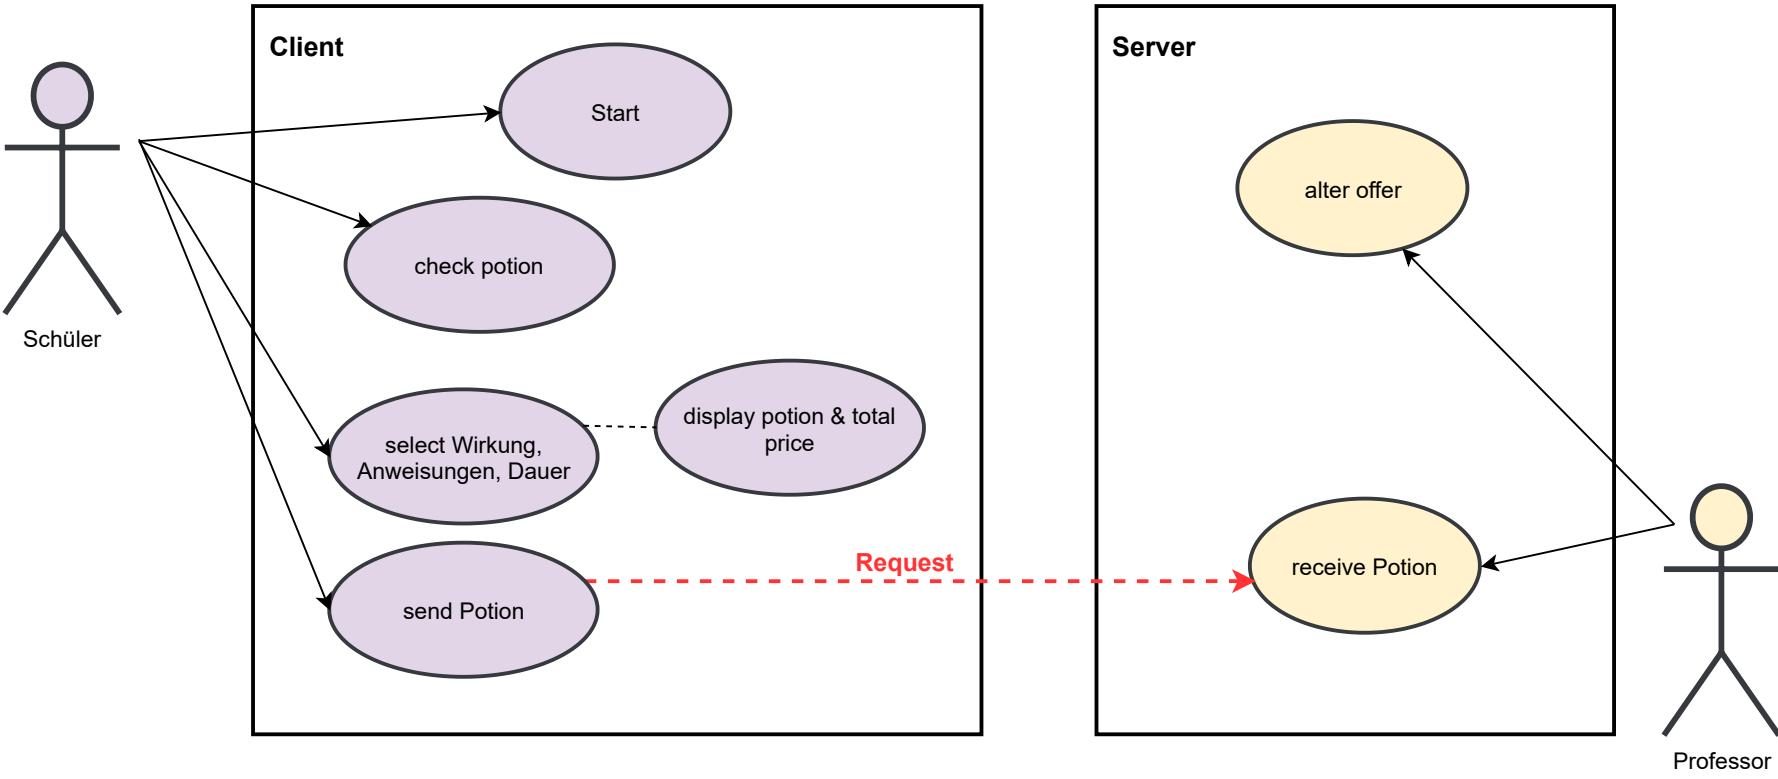 Client
Start
check potion
select Wirkung,
Anweisungen, Dauer
display potion & total
price
send Potion
Schüler
Request
Server
alter offer
receive Potion
Professor